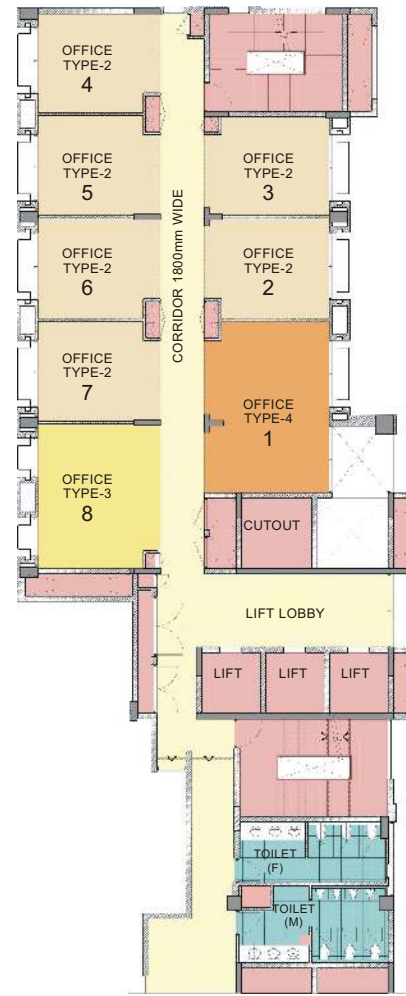 OFFICE
TYPE-2
4
OFFICE
TYPE-2
5
OFFICE
TYPE-2
3
OFFICE
TYPE-2
6
OFFICE
TYPE-2
2
CORRIDOR 1800mm WIDE
OFFICE
TYPE-2
7
OFFICE
TYPE-4
1
OFFICE
TYPE-3
8
CUTOUT
LIFT LOBBY
LIFT
LIFT
LIFT
TOILET
(F)
TOILET
(M)